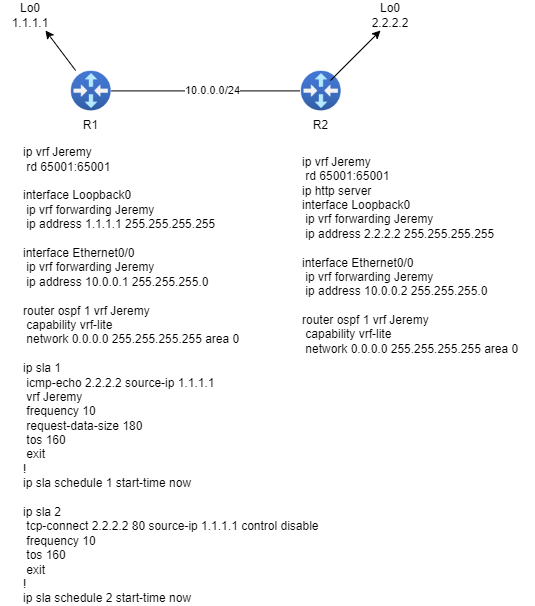 Lo0
1.1.1.1
Lo0
2.2.2.2
10.0.0.0/24
R1
R2
ip vrf Jeremy
rd 65001:65001
interface Loopback0
ip vrf forwarding Jeremy
ip address 1.1.1.1 255.255.255.255
interface Ethernet0/0
ip vrf forwarding Jeremy
ip address 10.0.0.1 255.255.255.0
router ospf 1 vrf Jeremy
capability vrf-lite
network 0.0.0.0 255.255.255.255 area 0
ip sla 1
icmp-echo 2.2.2.2 source-ip 1.1.1.1
vrf Jeremy
frequency 10
request-data-size 180
tos 160
exit
!
ip sla schedule 1 start-time now
ip sla 2
tcp-connect 2.2.2.2 80 source-ip 1.1.1.1 control disable
frequency 10
tos 160
exit
!
ip sla schedule 2 start-time now
ip vrf Jeremy
rd 65001:65001
ip http server
interface Loopback0
ip vrf forwarding Jeremy
ip address 2.2.2.2 255.255.255.255
interface Ethernet0/0
ip vrf forwarding Jeremy
ip address 10.0.0.2 255.255.255.0
router ospf 1 vrf Jeremy
capability vrf-lite
network 0.0.0.0 255.255.255.255 area 0